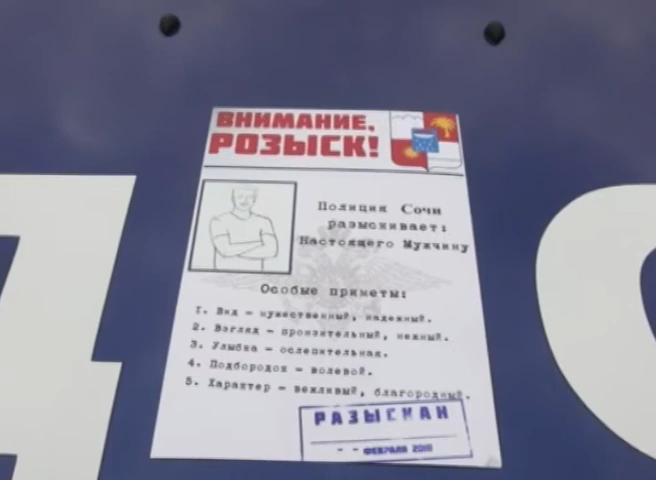 ВНИМАНИЕ,
РОЗЫСК!
Полиция Сочи
разыскивает:
Настоящего Мужчину
Особые приметы:
1. Вид – мужественный, надежный.
2. Взгляд – пронзительный, нежный.
3. Улыбка – ослепительная.
4. Подбородок – волевой.
5. Характер – вежливый, благородный.
РАЗЫСКАН
- - ФЕВРАЛЯ